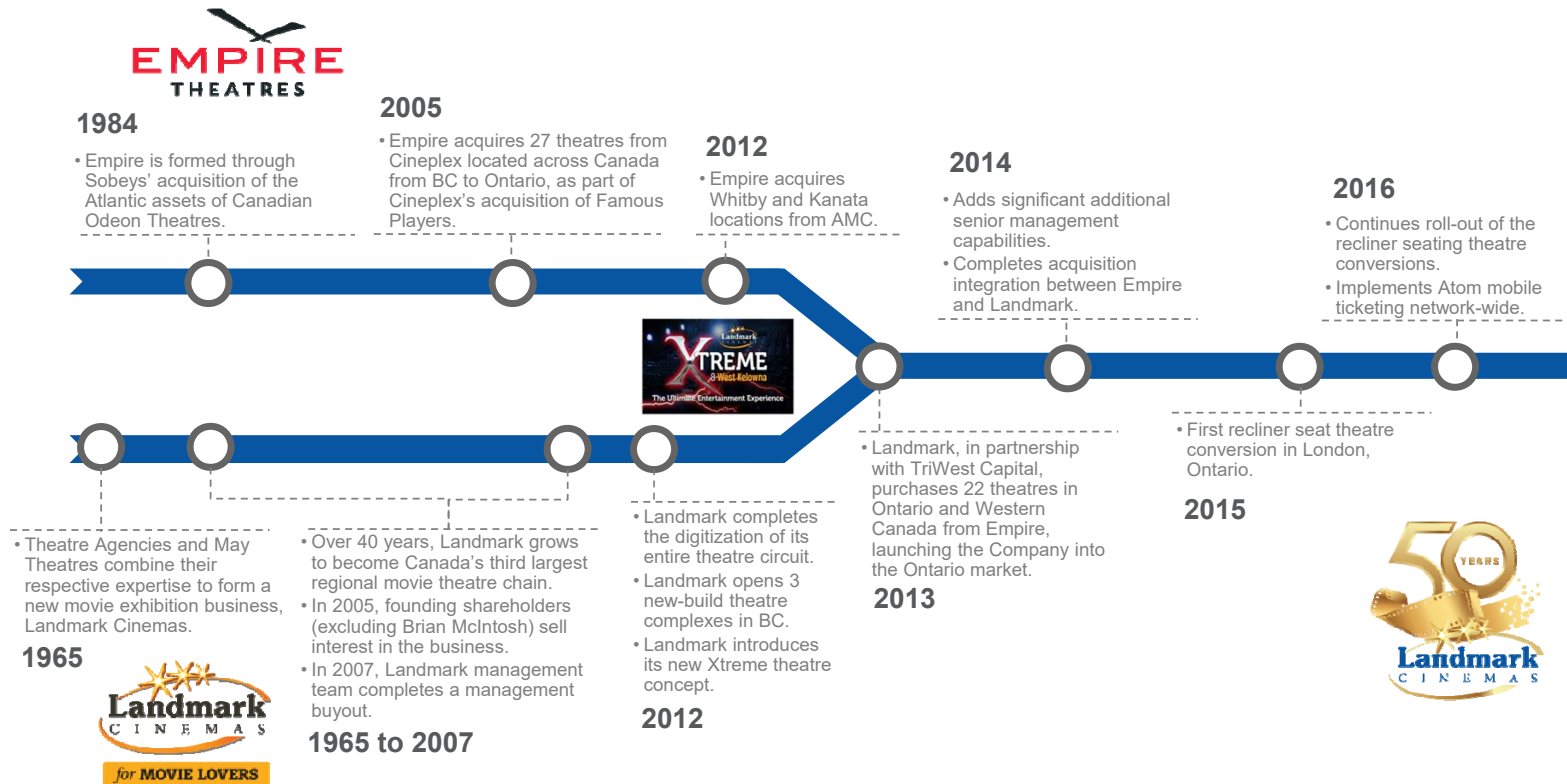 EMPIRE
THEATRES
1984
• Empire is formed through
Sobeys' acquisition of the
Atlantic assets of Canadian
Odeon Theatres.
2005
• Empire acquires 27 theatres from
Cineplex located across Canada
from BC to Ontario, as part of
Cineplex's acquisition of Famous
Players.
2012
• Empire acquires
Whitby and Kanata
locations from AMC.
2014
• Adds significant additional
senior management
capabilities.
• Completes acquisition
integration between Empire
and Landmark.
2016
• Continues roll-out of the
recliner seating theatre
conversions.
• Implements Atom mobile
ticketing network-wide.
Landmark
CINEMAS
XTREME
8 West Kelowna
The Ultimate Entertainment Experience
• Theatre Agencies and May
Theatres combine their
respective expertise to form a
new movie exhibition business,
Landmark Cinemas.
1965
Landmark
CINEMAS
for MOVIE LOVERS
• Over 40 years, Landmark grows
to become Canada's third largest
regional movie theatre chain.
• In 2005, founding shareholders
(excluding Brian McIntosh) sell
interest in the business.
• In 2007, Landmark management
team completes a management
buyout.
1965 to 2007
• Landmark completes
the digitization of its
entire theatre circuit.
• Landmark opens 3
new-build theatre
complexes in BC.
• Landmark introduces
its new Xtreme theatre
concept.
2012
• Landmark, in partnership
with TriWest Capital,
purchases 22 theatres in
Ontario and Western
Canada from Empire,
launching the Company into
the Ontario market.
2013
• First recliner seat theatre
conversion in London,
Ontario.
2015
50
YEARS
Landmark
CINEMAS